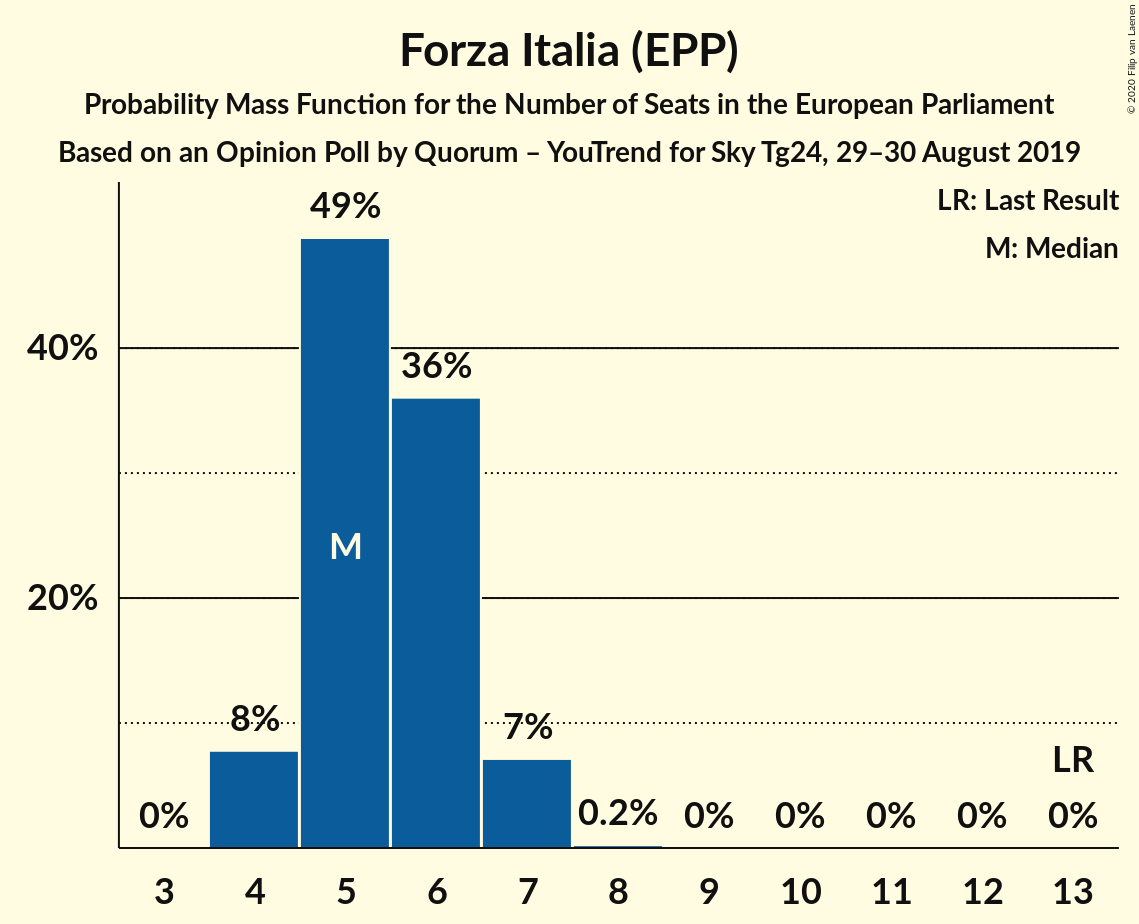 Forza Italia (EPP)
Probability Mass Function for the Number of Seats in the European Parliament
Based on an Opinion Poll by Quorum – YouTrend for Sky Tg24, 29–30 August 2019
© 2020 Filip van Laenen
LR: Last Result
M: Median
49%
40%
36%
M
20%
8%
7%
LR
0%
0.2%
0%
0%
0%
0%
0%
3 4 5 6 7 8 9 10 11 12 13